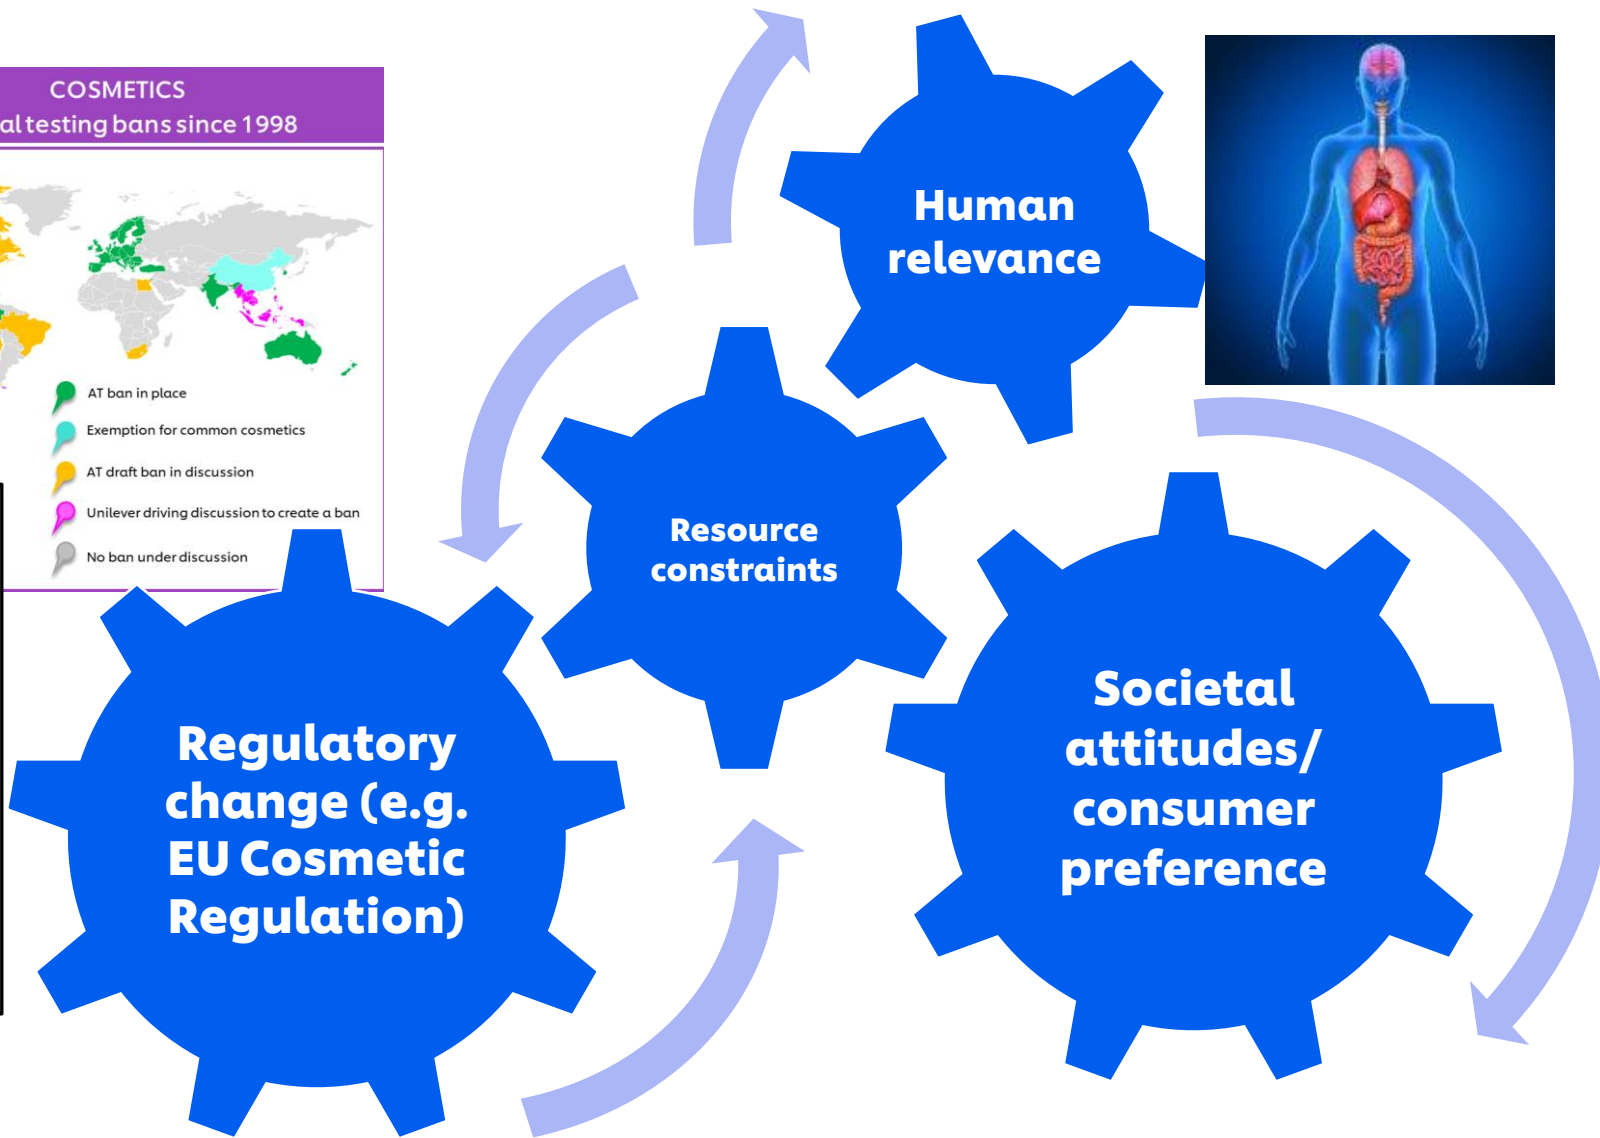 COSMETICS
al testing bans since 1998
AT ban in place
Exemption for common cosmetics
AT draft ban in discussion
Unilever driving discussion to create a ban
No ban under discussion
Human
relevance
Resource
constraints
Regulatory
change (e.g.
EU Cosmetic
Regulation)
Societal
attitudes/
consumer
preference